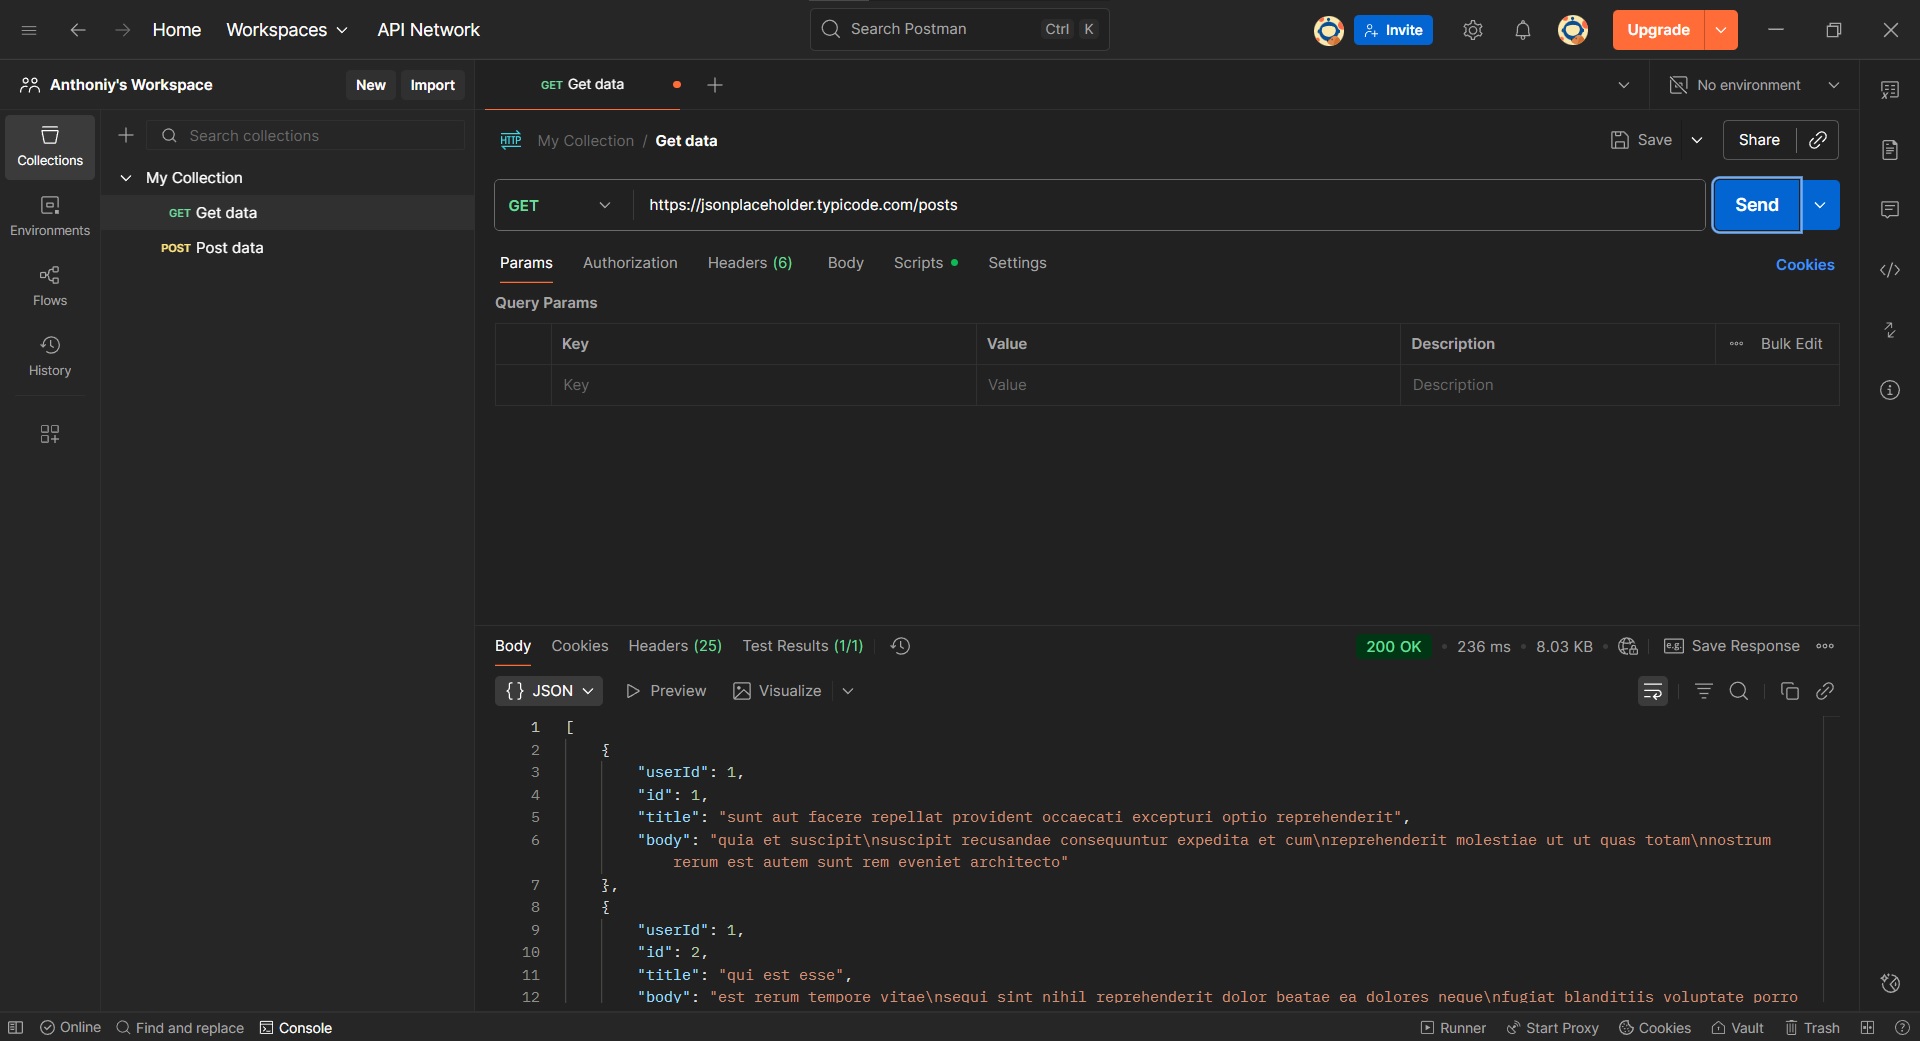 Home Workspaces API Network Search Postman Ctrl K Invite Upgrade
Anthoniy's Workspace New Import GET Get data No environment
Search collections My Collection / Get data Save Share
Collections
My Collection
GET Get data GET https://jsonplaceholder.typicode.com/posts Send
Environments
POST Post data
Params Authorization Headers (6) Body Scripts Settings Cookies
Flows
Query Params
Key Value Description Bulk Edit
History
Key Value Description
Body Cookies Headers (25) Test Results (1/1) 200 OK 236 ms 8.03 KB e.g. Save Response
{} JSON Preview Visualize
1 [
2 {
3 "userId": 1,
4 "id": 1,
5 "title": "sunt aut facere repellat provident occaecati excepturi optio reprehenderit",
6 "body": "quia et suscipit\nsuscipit recusandae consequuntur expedita et cum\nreprehenderit molestiae ut ut quas totam\nnostrum
rerum est autem sunt rem eveniet architecto"
7 },
8 {
9 "userId": 1,
10 "id": 2,
11 "title": "qui est esse",
12 "body": "est rerum tempore vitae\nsequi sint nihil reprehenderit dolor beatae ea dolores neque\nfugiat blanditiis voluptate porro
Online Find and replace Console Runner Start Proxy Cookies Vault Trash